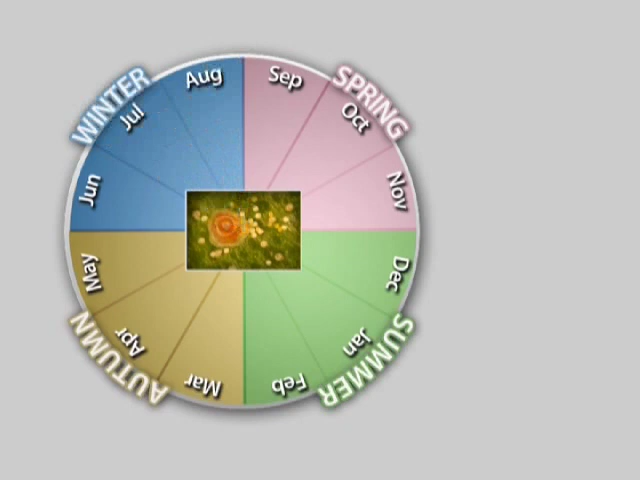 WINTER
Jun
Jul
Aug
SPRING
Sep
Oct
Nov
SUMMER
Dec
Jan
Feb
AUTUMN
Mar
Apr
May